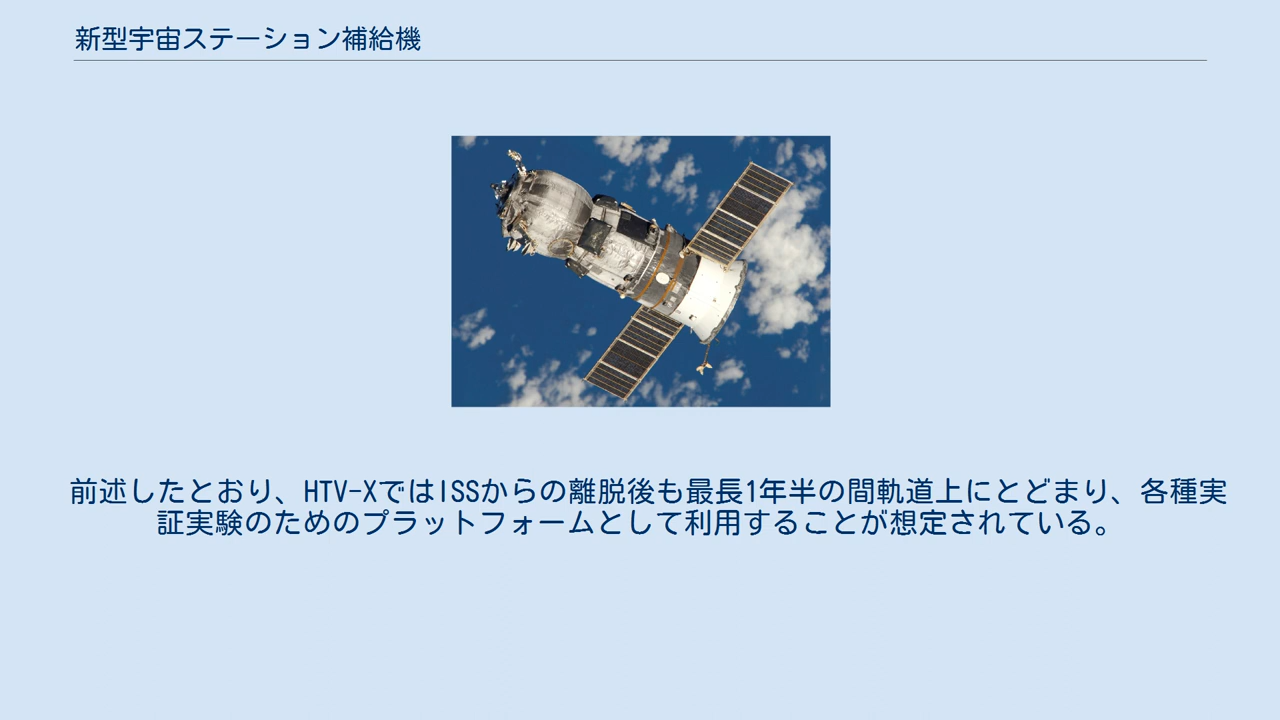 新型宇宙ステーション補給機
前述したとおり、HTV-XではISSからの離脱後も最長1年半の間軌道上にとどまり、各種実
証実験のためのプラットフォームとして利用することが想定されている。